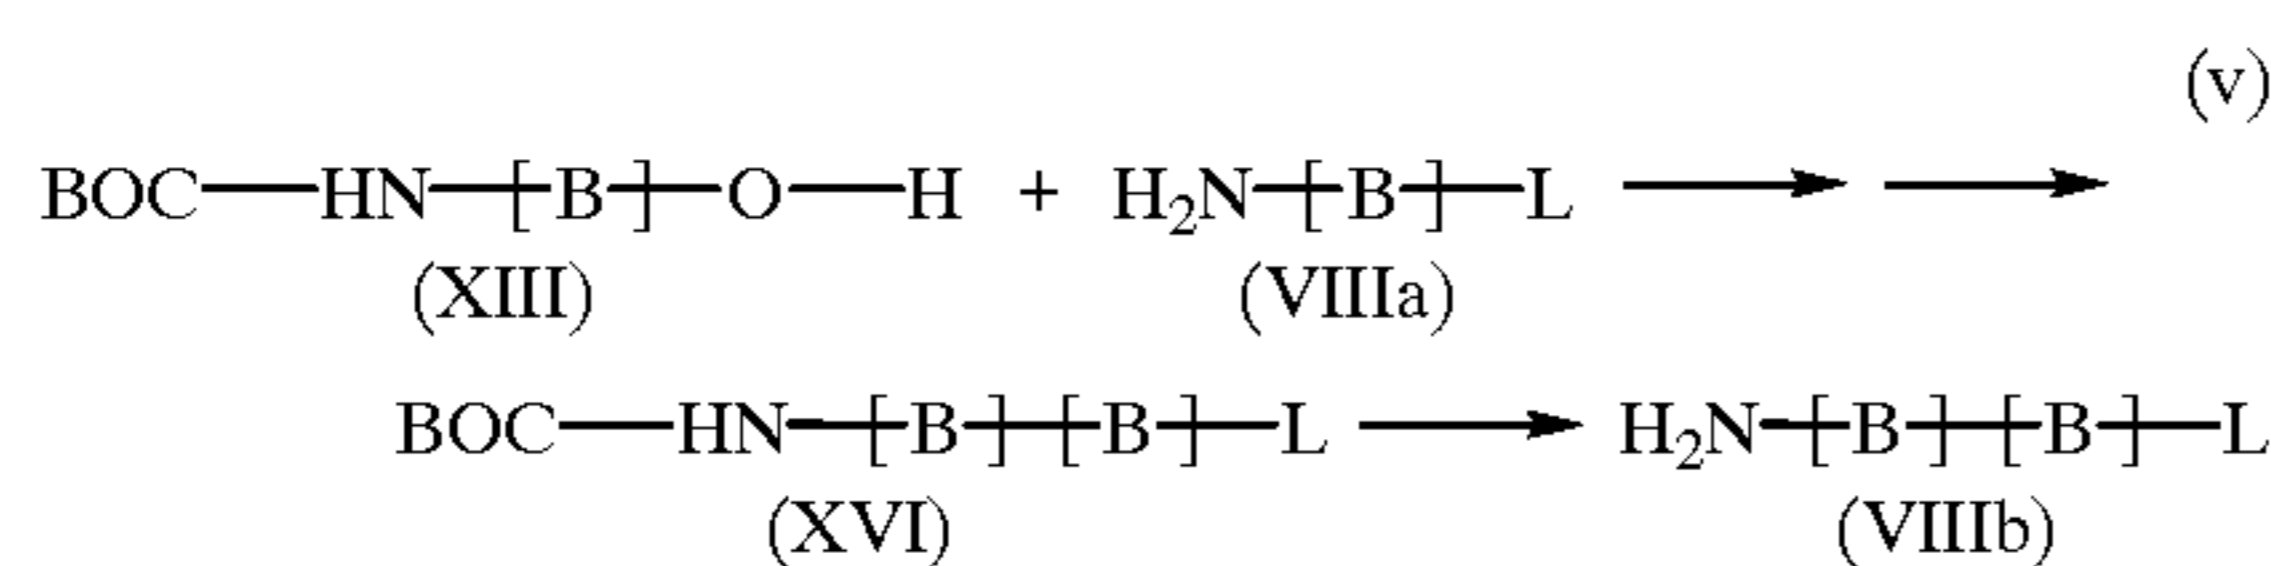 (v)
BOC—HN—[B]—O—H + H₂N—[B]—L
(XIII) (VIIIa)
BOC—HN—[B]—[B]—L H₂N—[B]—[B]—L
(XVI) (VIIIb)